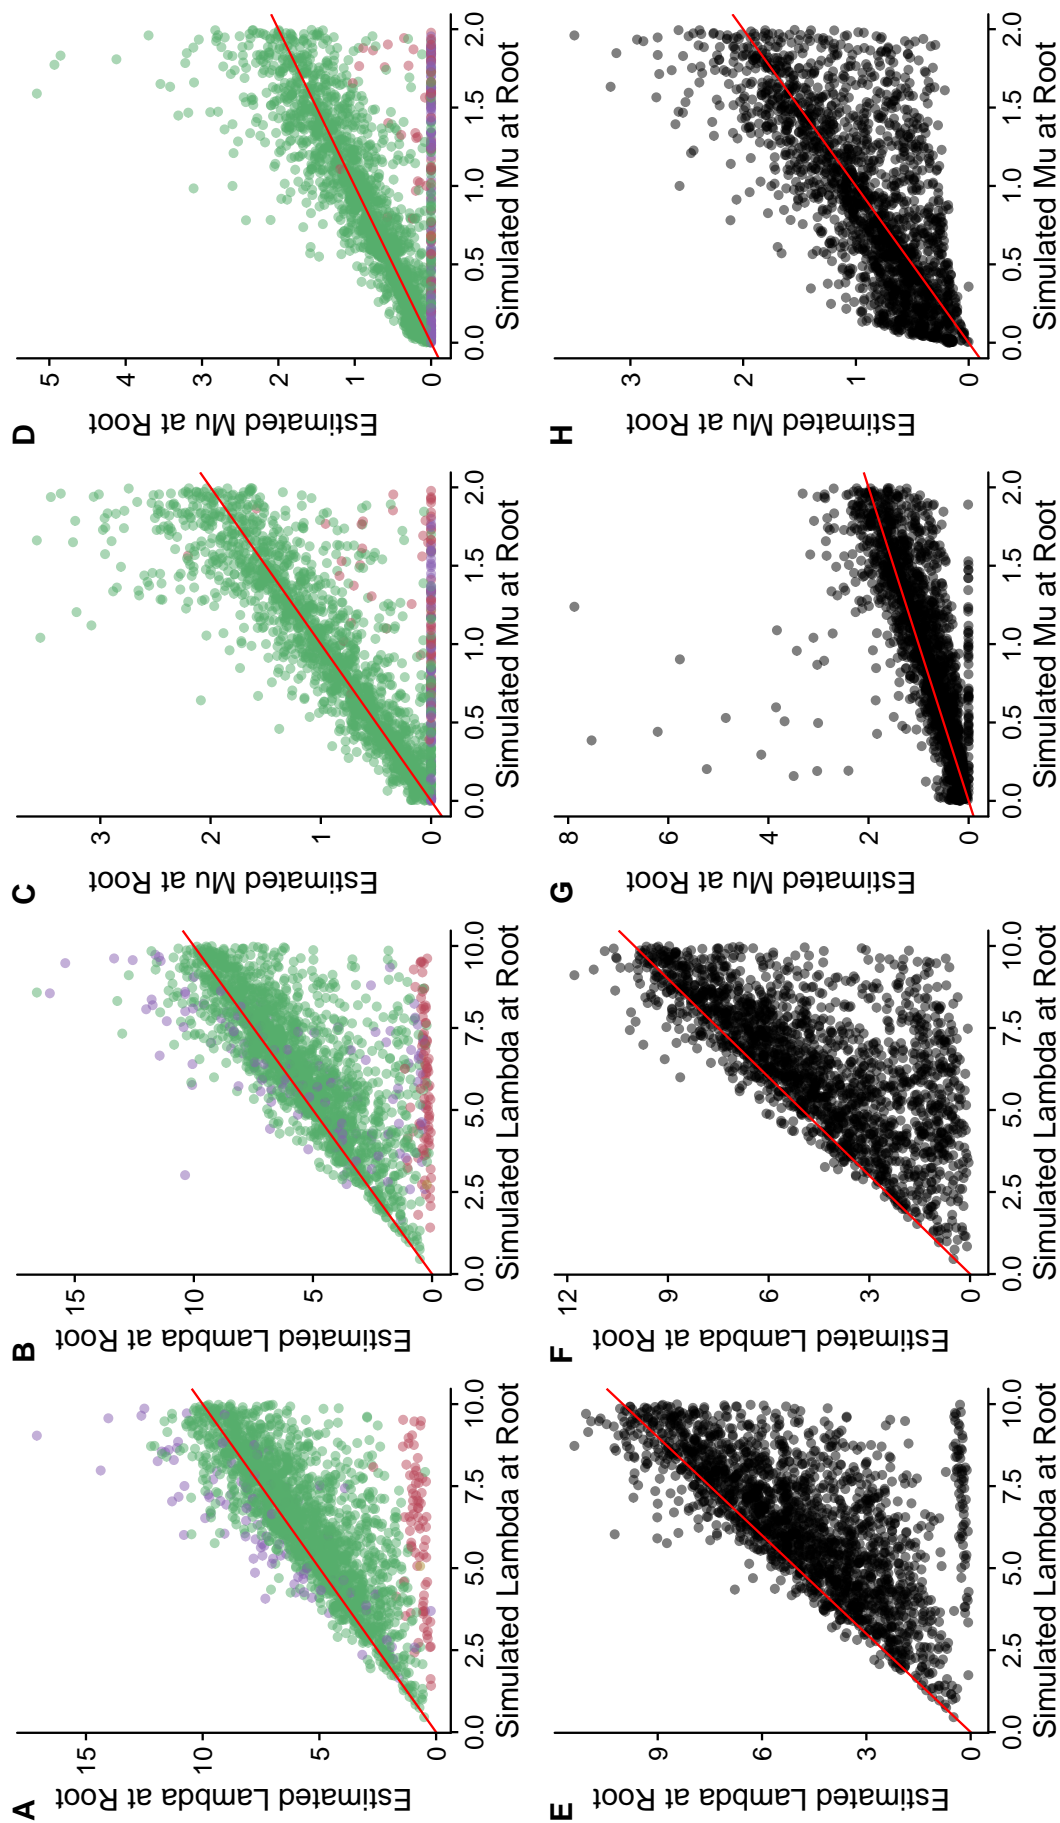 A
Estimated Lambda at Root
15
10
5
0
0.0 2.5 5.0 7.5 10.0
Simulated Lambda at Root
B
Estimated Lambda at Root
15
10
5
0
0.0 2.5 5.0 7.5 10.0
Simulated Lambda at Root
C
Estimated Mu at Root
3
2
1
0
0.0 0.5 1.0 1.5 2.0
Simulated Mu at Root
D
Estimated Mu at Root
5
4
3
2
1
0
0.0 0.5 1.0 1.5 2.0
Simulated Mu at Root
E
Estimated Lambda at Root
9
6
3
0
0.0 2.5 5.0 7.5 10.0
Simulated Lambda at Root
F
Estimated Lambda at Root
12
9
6
3
0
0.0 2.5 5.0 7.5 10.0
Simulated Lambda at Root
G
Estimated Mu at Root
8
6
4
2
0
0.0 0.5 1.0 1.5 2.0
Simulated Mu at Root
H
Estimated Mu at Root
3
2
1
0
0.0 0.5 1.0 1.5 2.0
Simulated Mu at Root